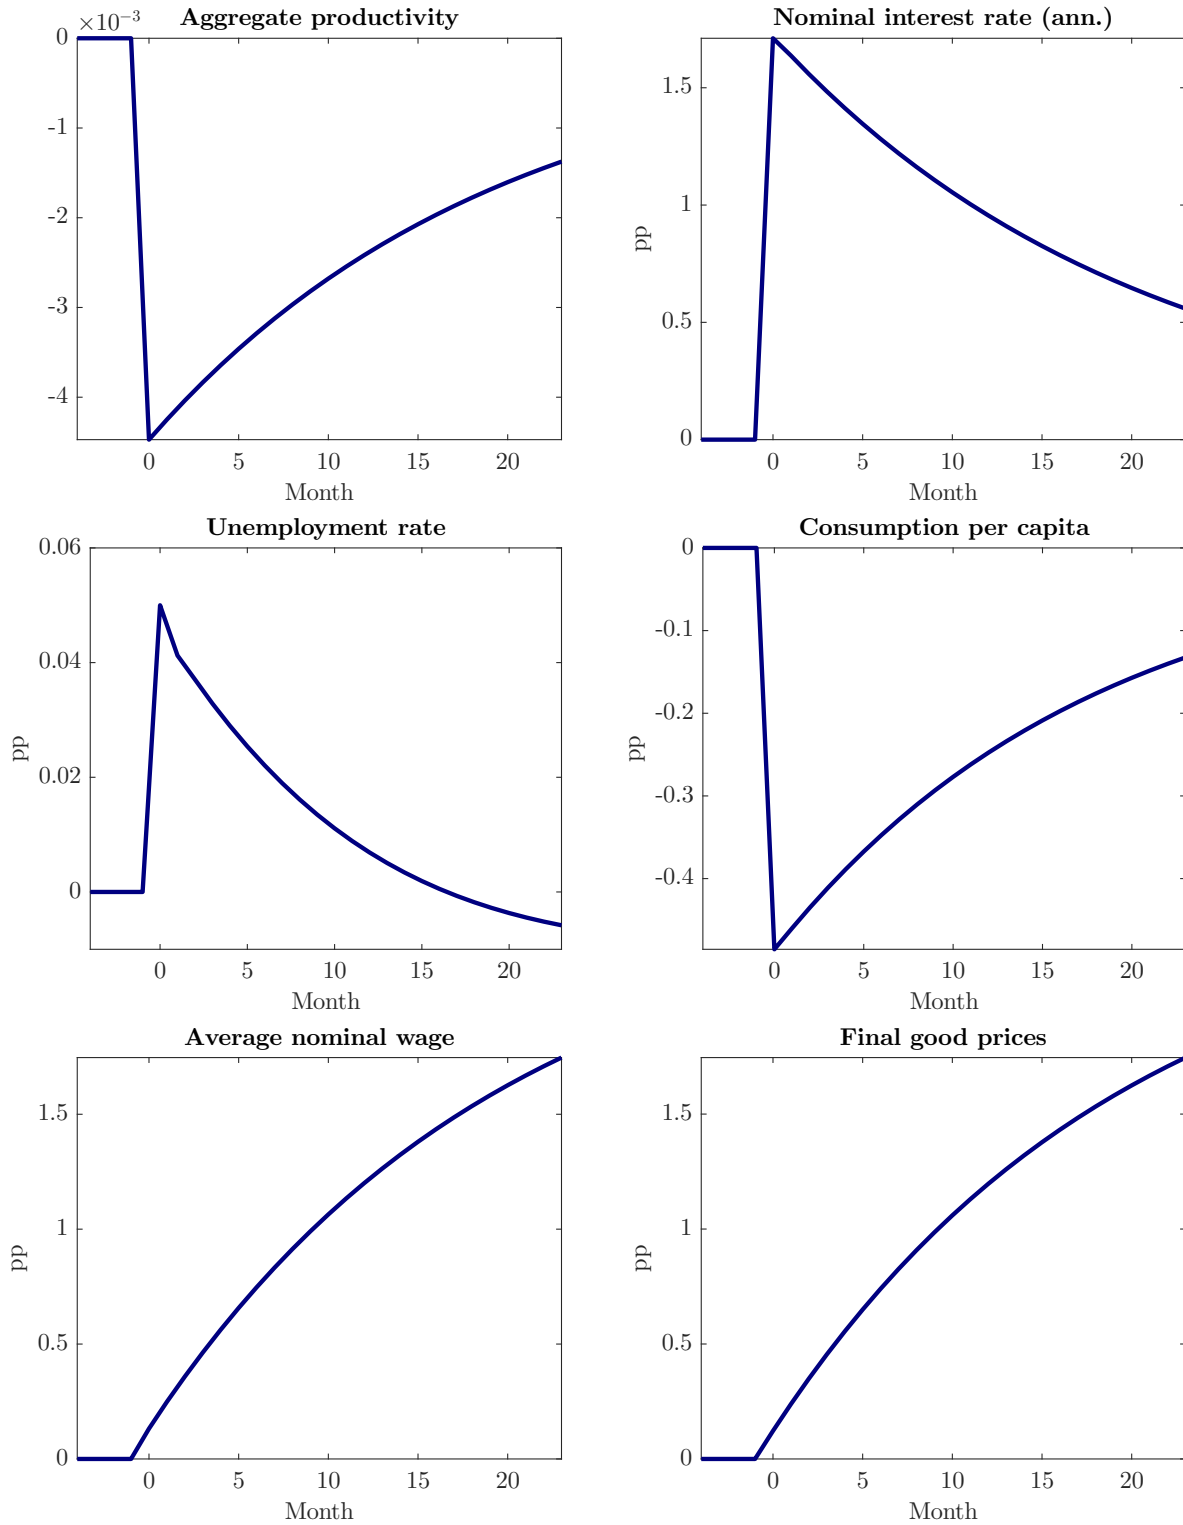 Aggregate productivity
×10⁻³
0
-1
-2
-3
-4
0 5 10 15 20
Month
Nominal interest rate (ann.)
pp
1.5
1
0.5
0
0 5 10 15 20
Month
Unemployment rate
pp
0.06
0.04
0.02
0
0 5 10 15 20
Month
Consumption per capita
pp
0
-0.1
-0.2
-0.3
-0.4
0 5 10 15 20
Month
Average nominal wage
pp
1.5
1
0.5
0
0 5 10 15 20
Month
Final good prices
pp
1.5
1
0.5
0
0 5 10 15 20
Month